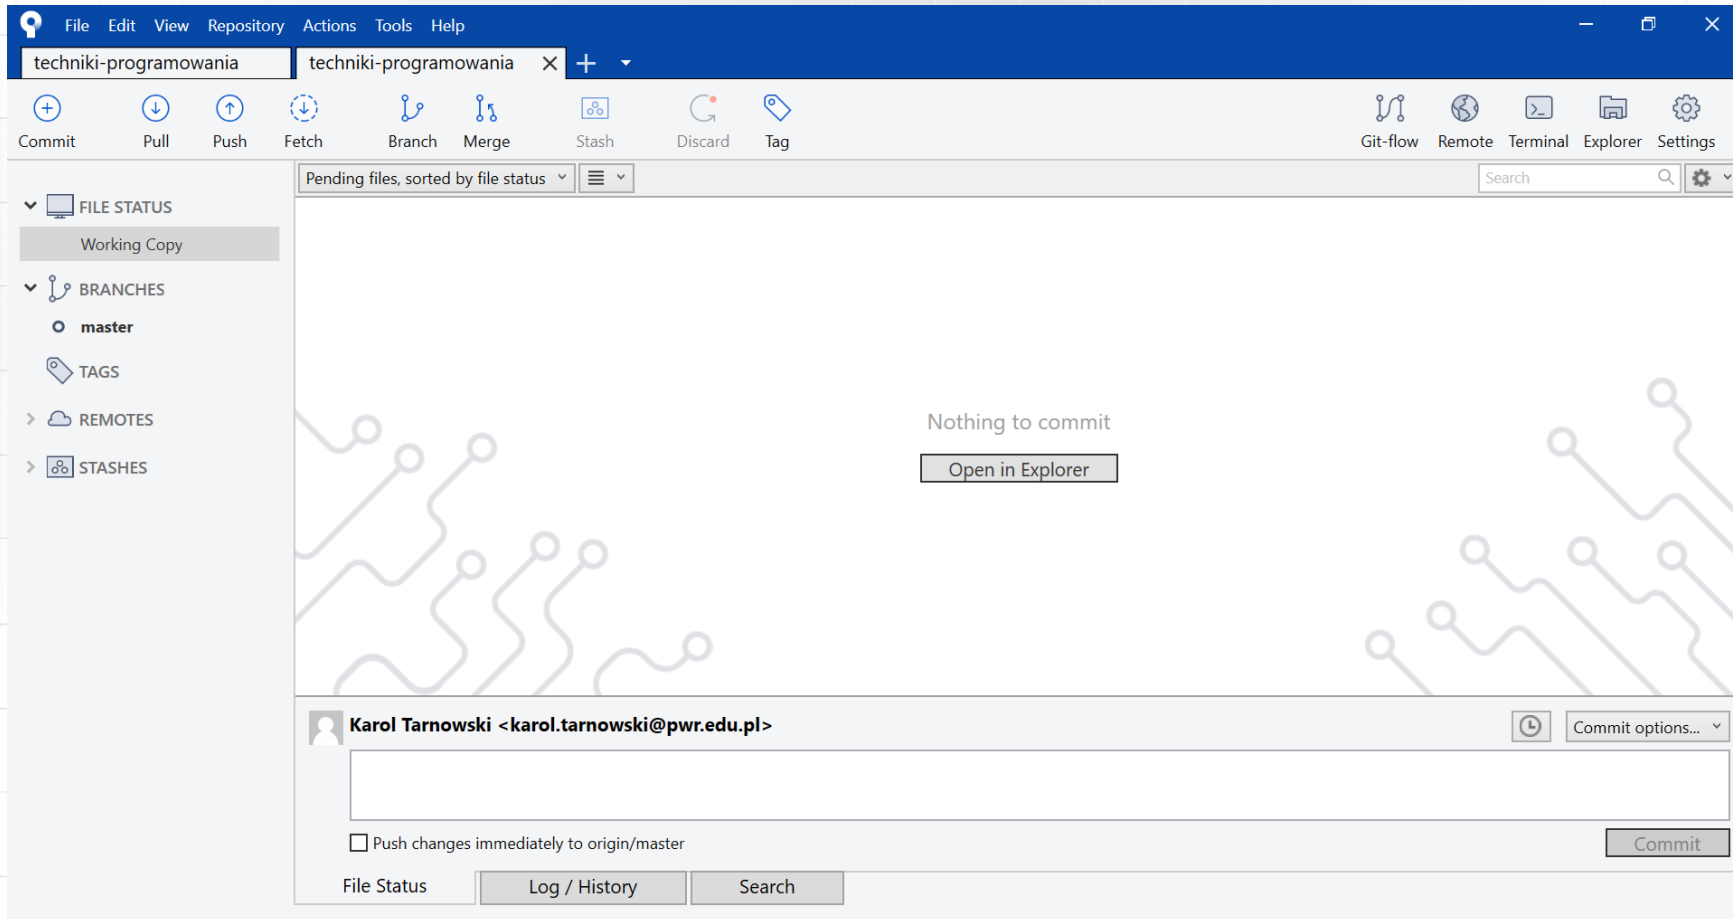 File Edit View Repository Actions Tools Help
techniki-programowania techniki-programowania
Commit Pull Push Fetch Branch Merge Stash Discard Tag Git-flow Remote Terminal Explorer Settings
Pending files, sorted by file status Search
FILE STATUS
Working Copy
BRANCHES
master
TAGS
REMOTES
STASHES
Nothing to commit
Open in Explorer
Karol Tarnowski <karol.tarnowski@pwr.edu.pl>
Commit options...
Push changes immediately to origin/master
Commit
File Status Log / History Search